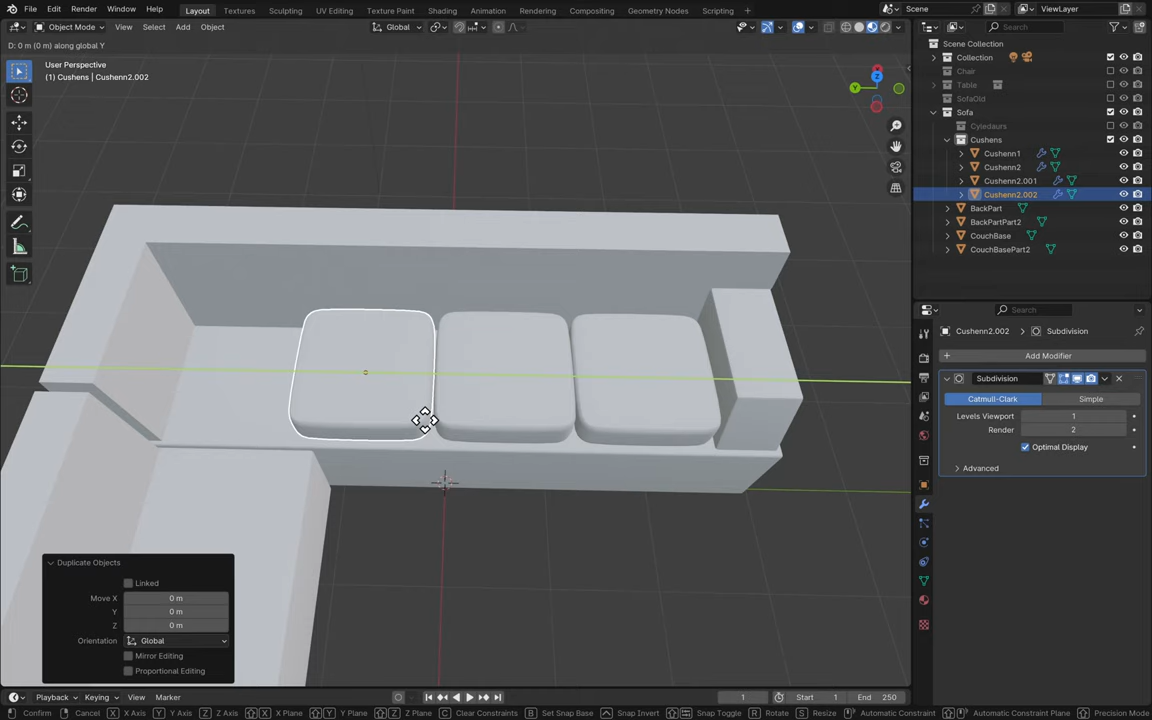 File Edit Render Window Help Layout Textures Sculpting UV Editing Texture Paint Shading Animation Rendering Compositing Geometry Nodes Scripting Scene ViewLayer
Object Mode View Select Add Object Global Search
D: 0 m (0 m) along global Y
Scene Collection
User Perspective
Collection
(1) Cushens | Cushenn2.002
Chair
Table
SofaOld
Sofa
Cyledaurs
Cushens
Cushenn1
Cushenn2
Cushenn2.001
Cushenn2.002
BackPart
BackPartPart2
CouchBase
CouchBasePart2
X
Y
Z
Search
Cushenn2.002 > Subdivision
Add Modifier
Subdivision
Catmull-Clark Simple
Levels Viewport 1
Render 2
Optimal Display
Advanced
Duplicate Objects
Linked
Move X 0 m
Y 0 m
Z 0 m
Orientation Global
Mirror Editing
Proportional Editing
Playback Keying View Marker 1 Start 1 End 250
Confirm Cancel X X Axis Y Y Axis Z Z Axis X X Plane Y Y Plane Z Z Plane C Clear Constraints B Set Snap Base Snap Invert Snap Toggle R Rotate S Resize Automatic Constraint Automatic Constraint Plane Precision Mode